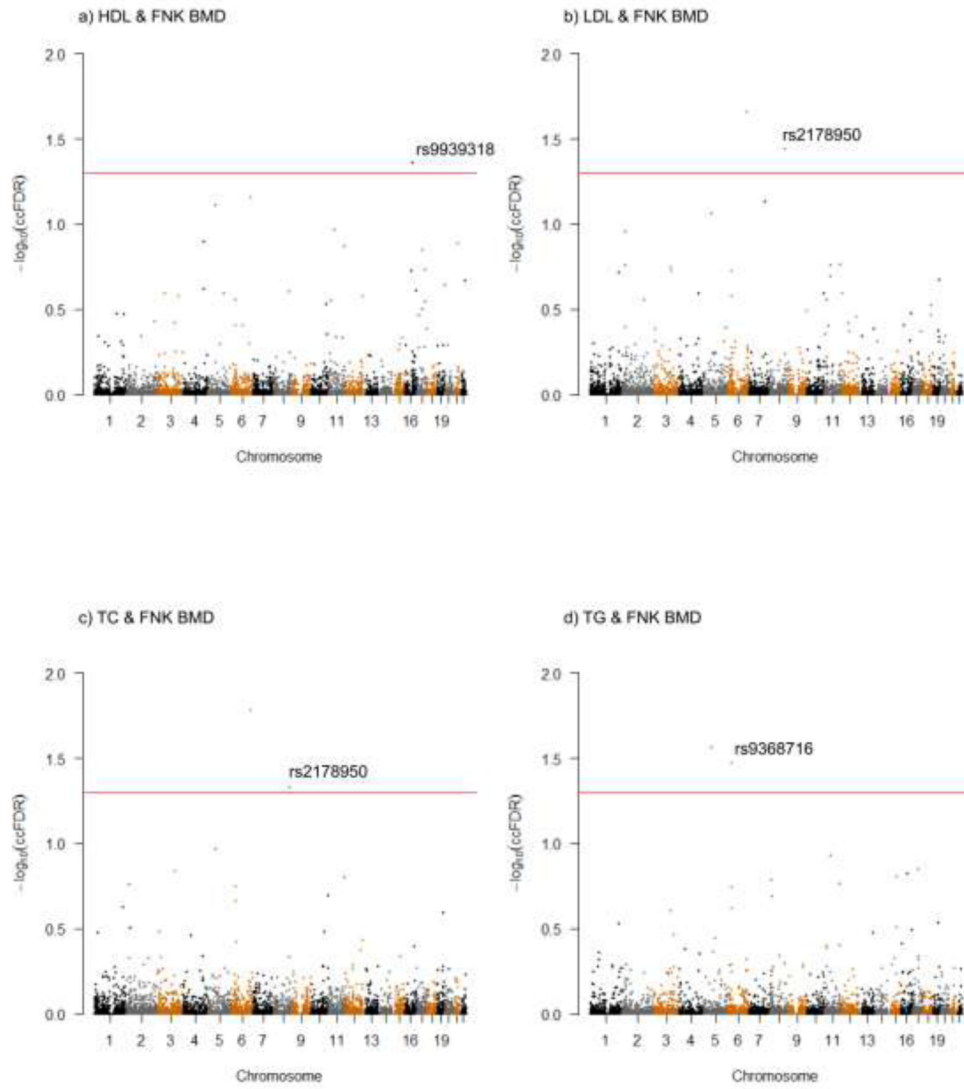 a) HDL & FNK BMD
2.0
1.5
rs9939318
1.0
0.5
0.0
−log₁₀(ccFDR)
1 2 3 4 5 6 7 9 11 13 16 19
Chromosome
b) LDL & FNK BMD
2.0
1.5
rs2178950
1.0
0.5
0.0
−log₁₀(ccFDR)
1 2 3 4 5 6 7 9 11 13 16 19
Chromosome
c) TC & FNK BMD
2.0
1.5
rs2178950
1.0
0.5
0.0
−log₁₀(ccFDR)
1 2 3 4 5 6 7 9 11 13 16 19
Chromosome
d) TG & FNK BMD
2.0
1.5
rs9368716
1.0
0.5
0.0
−log₁₀(ccFDR)
1 2 3 4 5 6 7 9 11 13 16 19
Chromosome